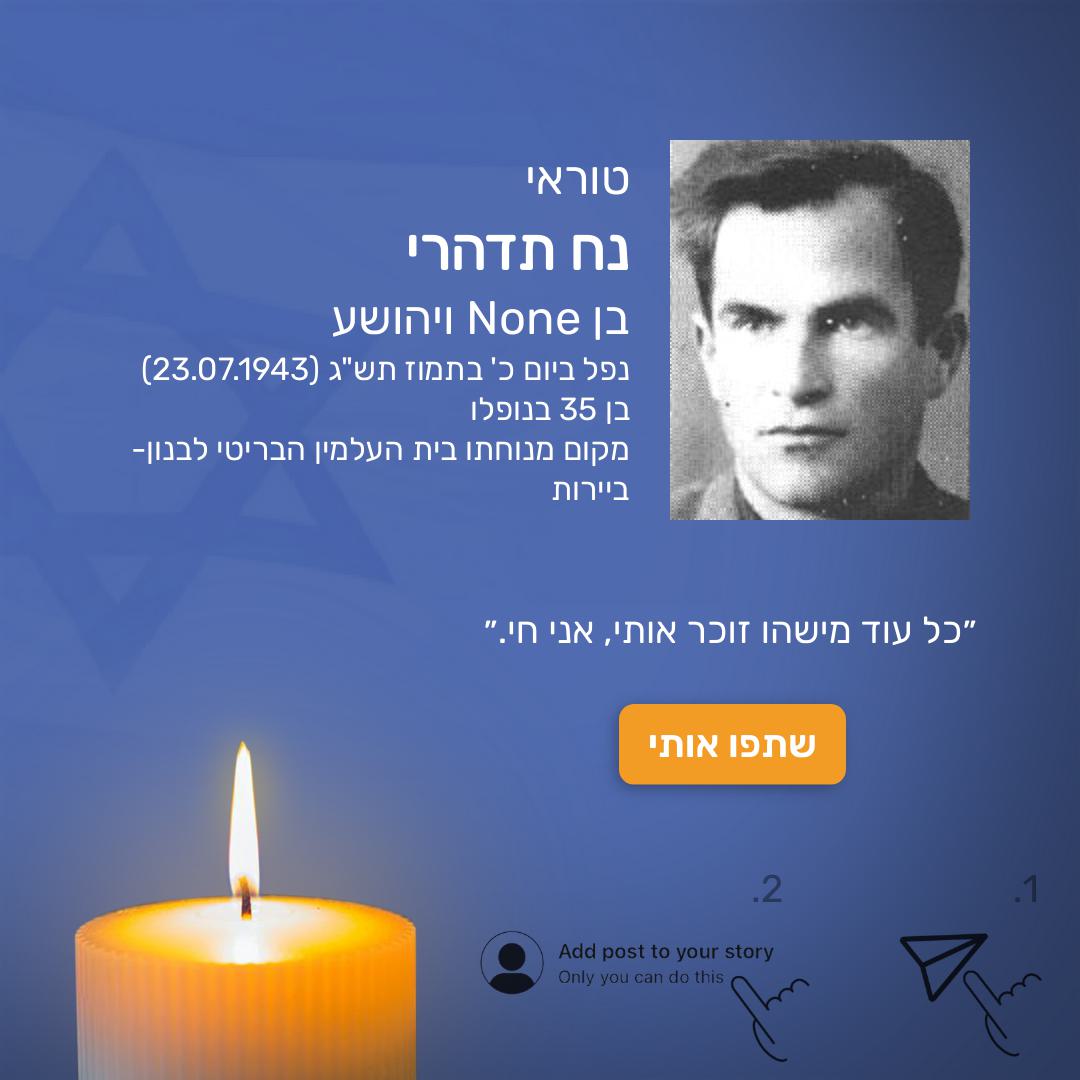 טוראי
נח תדהרי
בן None ויהושע
נפל ביום כ' בתמוז תש"ג (23.07.1943)
בן 35 בנופלו
מקום מנוחתו בית העלמין הבריטי לבנון-
ביירות
"כל עוד מישהו זוכר אותי, אני חי."
שתפו אותי
.1
.2
Add post to your story
Only you can do this